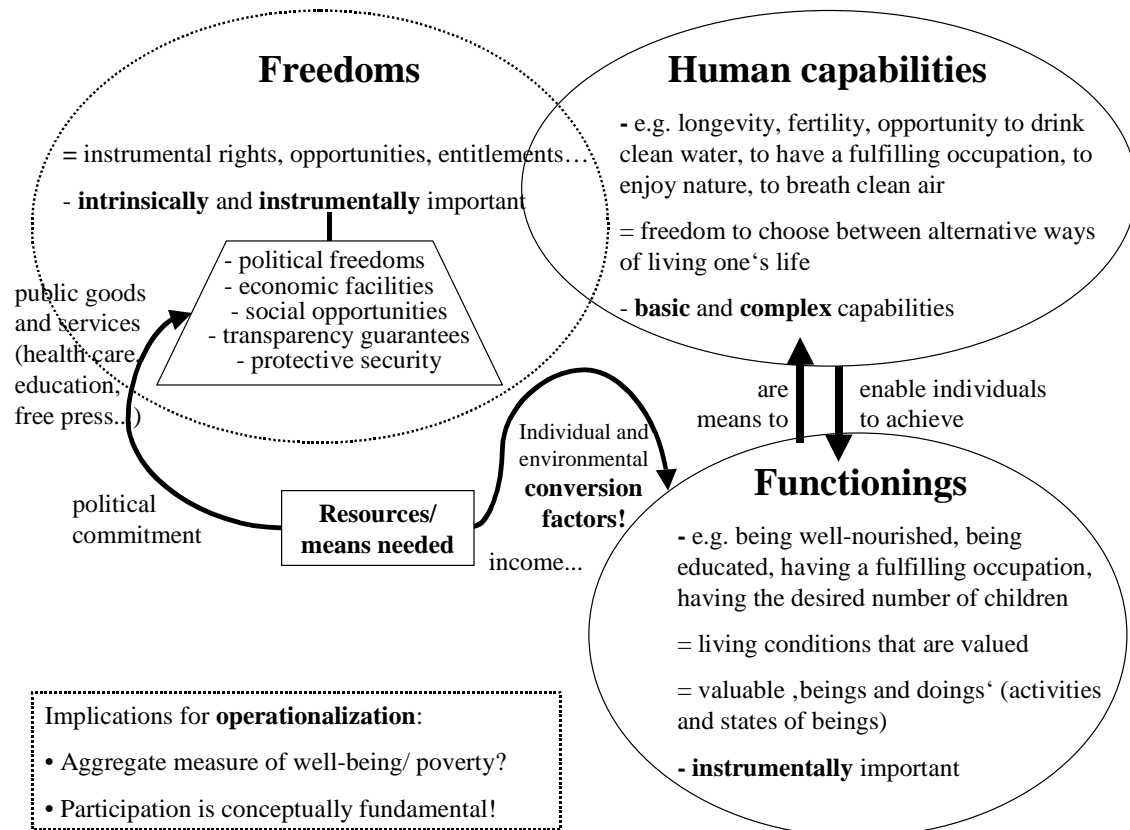 Freedoms
= instrumental rights, opportunities, entitlements…
- intrinsically and instrumentally important
- political freedoms
- economic facilities
- social opportunities
- transparency guarantees
- protective security
public goods
and services
(health care,
education,
free press...)
political
commitment
Resources/
means needed
income...
Individual and
environmental
conversion
factors!
Human capabilities
- e.g. longevity, fertility, opportunity to drink
clean water, to have a fulfilling occupation, to
enjoy nature, to breath clean air
= freedom to choose between alternative ways
of living one‘s life
- basic and complex capabilities
are
means to
enable individuals
to achieve
Functionings
- e.g. being well-nourished, being
educated, having a fulfilling occupation,
having the desired number of children
= living conditions that are valued
= valuable ‚beings and doings‘ (activities
and states of beings)
- instrumentally important
Implications for operationalization:
• Aggregate measure of well-being/ poverty?
• Participation is conceptually fundamental!